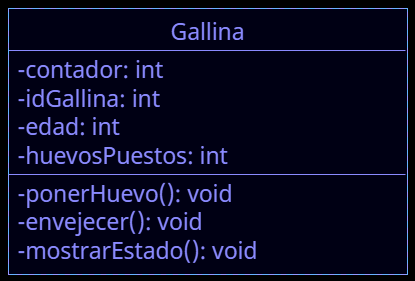 Gallina
-contador: int
-idGallina: int
-edad: int
-huevosPuestos: int
-ponerHuevo(): void
-envejecer(): void
-mostrarEstado(): void